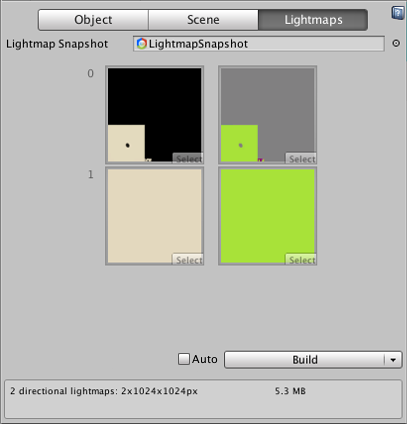 Object Scene Lightmaps
Lightmap Snapshot LightmapSnapshot
0
Select Select
1
Select Select
Auto Build
2 directional lightmaps: 2x1024x1024px 5.3 MB